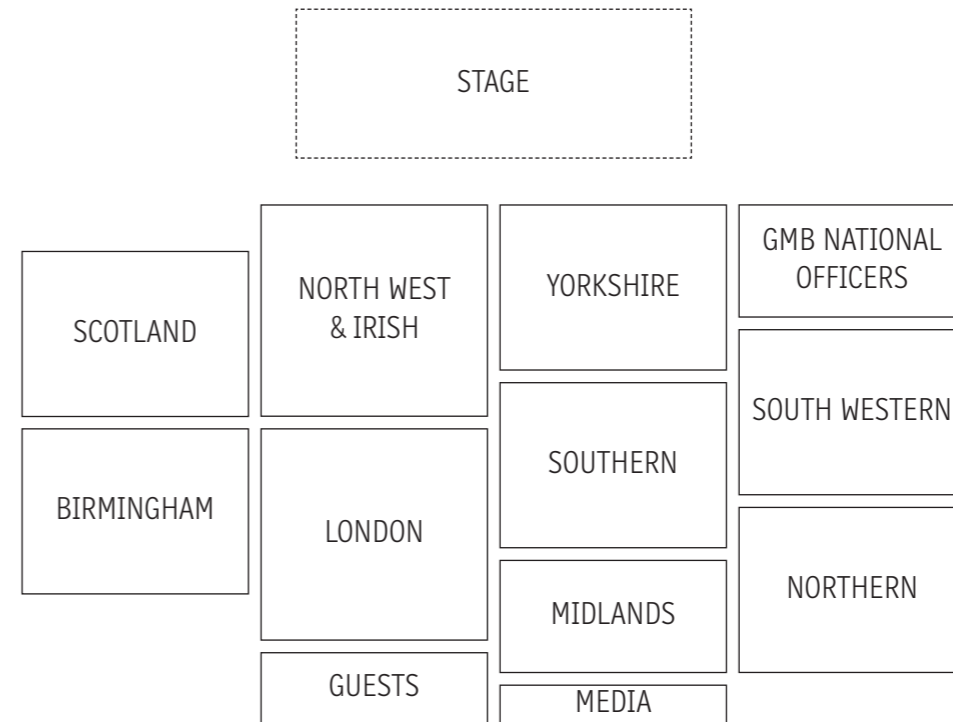 STAGE
SCOTLAND
BIRMINGHAM
NORTH WEST
& IRISH
LONDON
GUESTS
YORKSHIRE
SOUTHERN
MIDLANDS
MEDIA
GMB NATIONAL
OFFICERS
SOUTH WESTERN
NORTHERN